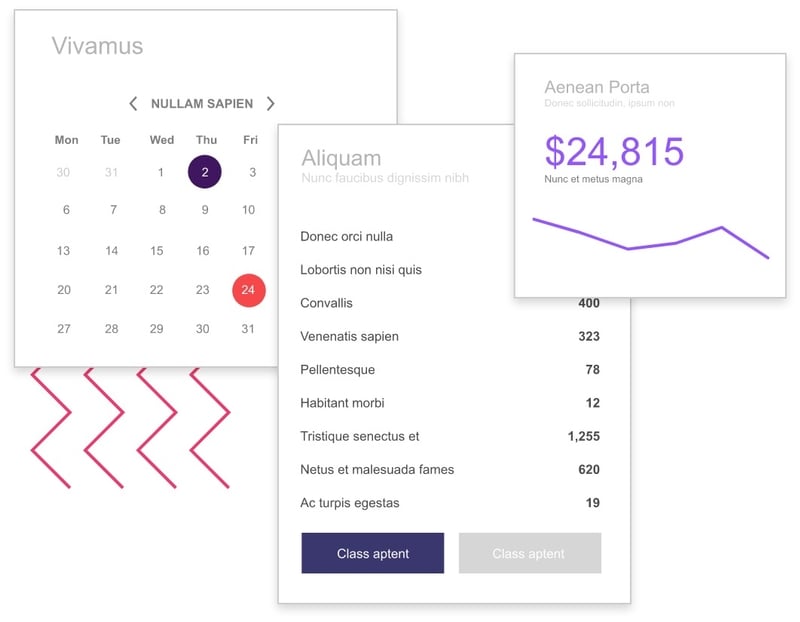 Vivamus
NULLAM SAPIEN
Mon Tue Wed Thu Fri
30 31 1 2 3
6 7 8 9 10
13 14 15 16 17
20 21 22 23 24
27 28 29 30 31
Aliquam
Nunc faucibus dignissim nibh
Donec orci nulla
Lobortis non nisi quis
Convallis 400
Venenatis sapien 323
Pellentesque 78
Habitant morbi 12
Tristique senectus et 1,255
Netus et malesuada fames 620
Ac turpis egestas 19
Class aptent Class aptent
Aenean Porta
Donec sollicitudin, ipsum non
$24,815
Nunc et metus magna